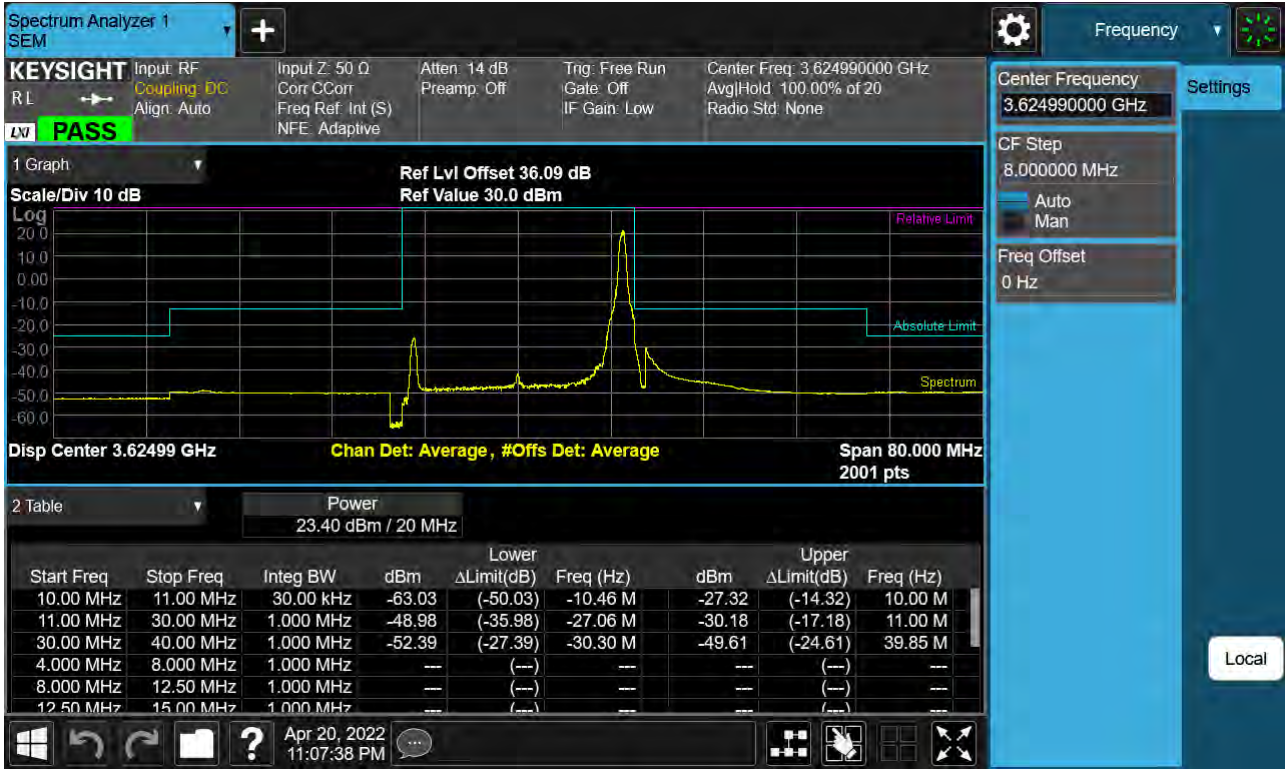 Spectrum Analyzer 1
SEM
+
Frequency
KEYSIGHT
RL
LXI
PASS
Input: RF
Coupling: DC
Align: Auto
Input Z: 50 Ω
Corr CCorr
Freq Ref: Int (S)
NFE: Adaptive
Atten: 14 dB
Preamp: Off
Trig: Free Run
Gate: Off
IF Gain: Low
Center Freq: 3.624990000 GHz
Avg|Hold: 100.00% of 20
Radio Std: None
Center Frequency
3.624990000 GHz
Settings
CF Step
8.000000 MHz
Auto
Man
Freq Offset
0 Hz
Local
1 Graph
Scale/Div 10 dB
Ref Lvl Offset 36.09 dB
Ref Value 30.0 dBm
Log
20.0
10.0
0.00
-10.0
-20.0
-30.0
-40.0
-50.0
-60.0
Relative Limit
Absolute Limit
Spectrum
Disp Center 3.62499 GHz
Chan Det: Average, #Offs Det: Average
Span 80.000 MHz
2001 pts
2 Table
Power
23.40 dBm / 20 MHz
Lower Upper
Start Freq Stop Freq Integ BW dBm ΔLimit(dB) Freq (Hz) dBm ΔLimit(dB) Freq (Hz)
10.00 MHz 11.00 MHz 30.00 kHz -63.03 (-50.03) -10.46 M -27.32 (-14.32) 10.00 M
11.00 MHz 30.00 MHz 1.000 MHz -48.98 (-35.98) -27.06 M -30.18 (-17.18) 11.00 M
30.00 MHz 40.00 MHz 1.000 MHz -52.39 (-27.39) -30.30 M -49.61 (-24.61) 39.85 M
4.000 MHz 8.000 MHz 1.000 MHz --- (---) --- --- (---) ---
8.000 MHz 12.50 MHz 1.000 MHz --- (---) --- --- (---) ---
12.50 MHz 15.00 MHz 1.000 MHz --- (---) --- --- (---) ---
?
Apr 20, 2022
11:07:38 PM